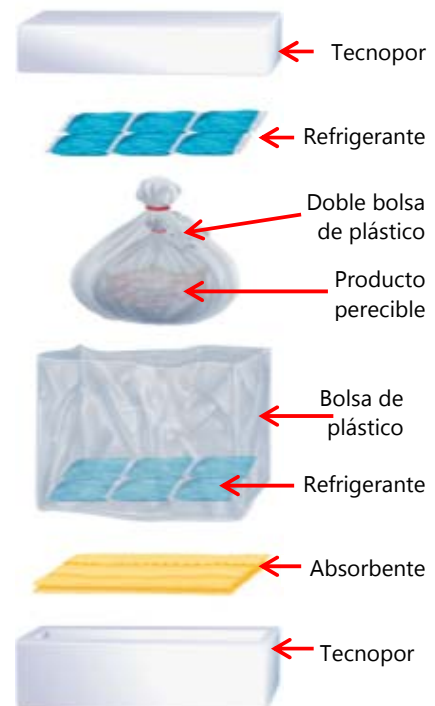 Tecnopor
Refrigerante
Doble bolsa
de plástico
Producto
perecible
Bolsa de
plástico
Refrigerante
Absorbente
Tecnopor